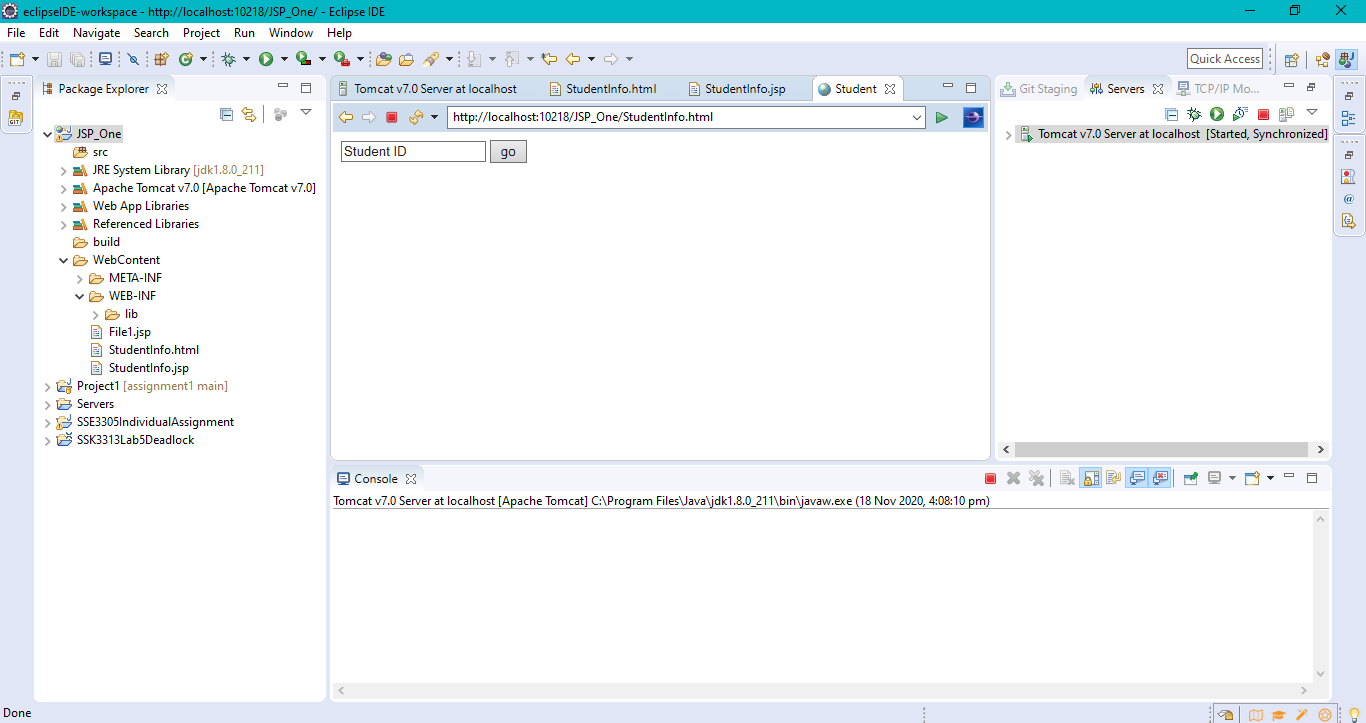 eclipseIDE-workspace - http://localhost:10218/JSP_One/ - Eclipse IDE
File Edit Navigate Search Project Run Window Help
Quick Access
GIT
Package Explorer
JSP_One
src
JRE System Library [jdk1.8.0_211]
Apache Tomcat v7.0 [Apache Tomcat v7.0]
Web App Libraries
Referenced Libraries
build
WebContent
META-INF
WEB-INF
lib
File1.jsp
StudentInfo.html
StudentInfo.jsp
Project1 [assignment1 main]
Servers
SSE3305IndividualAssignment
SSK3313Lab5Deadlock
Tomcat v7.0 Server at localhost StudentInfo.html StudentInfo.jsp Student
http://localhost:10218/JSP_One/StudentInfo.html
Student ID go
Git Staging Servers TCP/IP Mo...
Tomcat v7.0 Server at localhost [Started, Synchronized]
Console
Tomcat v7.0 Server at localhost [Apache Tomcat] C:\Program Files\Java\jdk1.8.0_211\bin\javaw.exe (18 Nov 2020, 4:08:10 pm)
Done